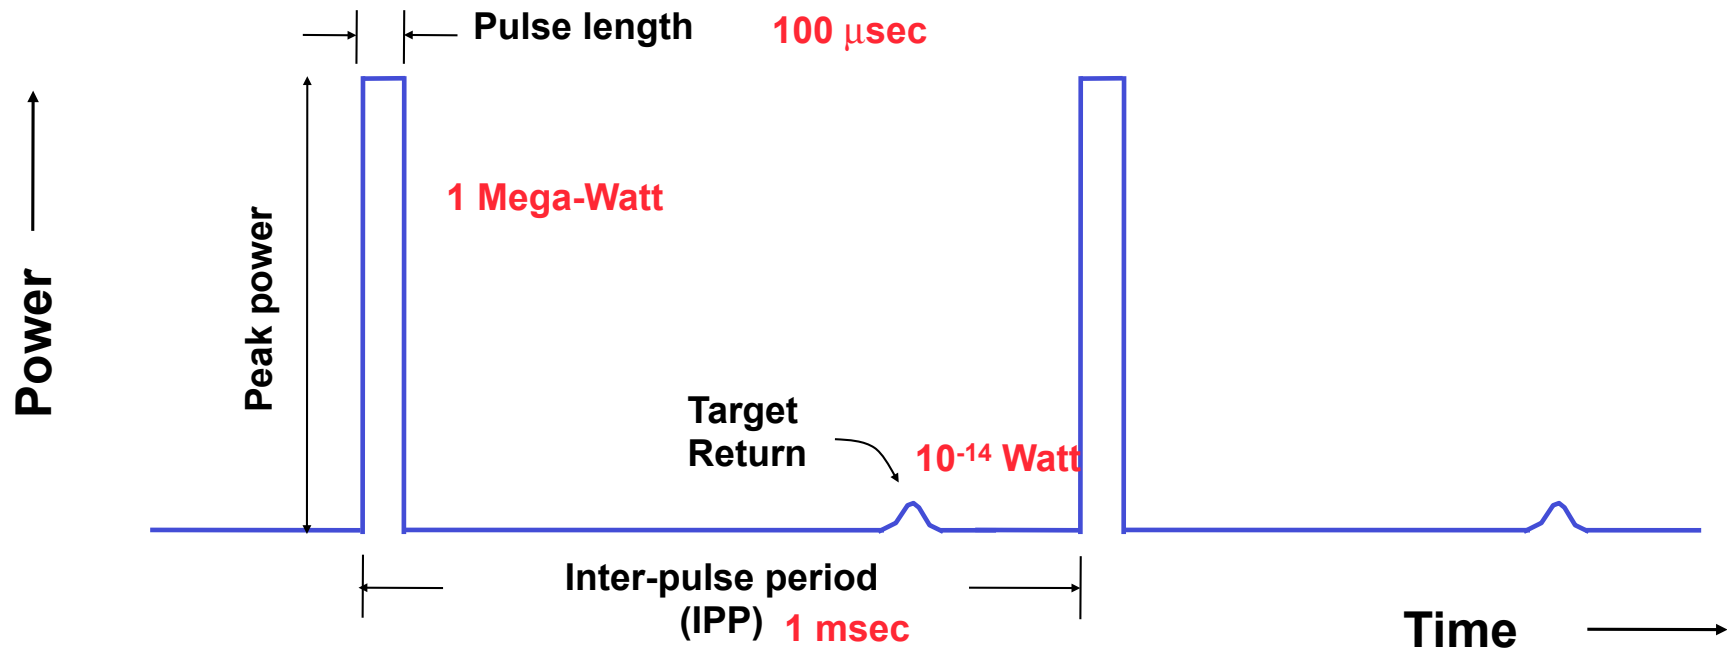 Pulse length 100 μsec
Power
Peak power
1 Mega-Watt
Target
Return
10-14 Watt
Inter-pulse period
(IPP) 1 msec
Time